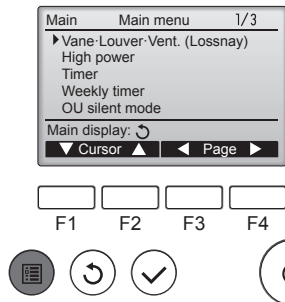 Main Main menu 1/3
Vane·Louver·Vent. (Lossnay)
High power
Timer
Weekly timer
OU silent mode
Main display:
Cursor Page
F1 F2 F3 F4